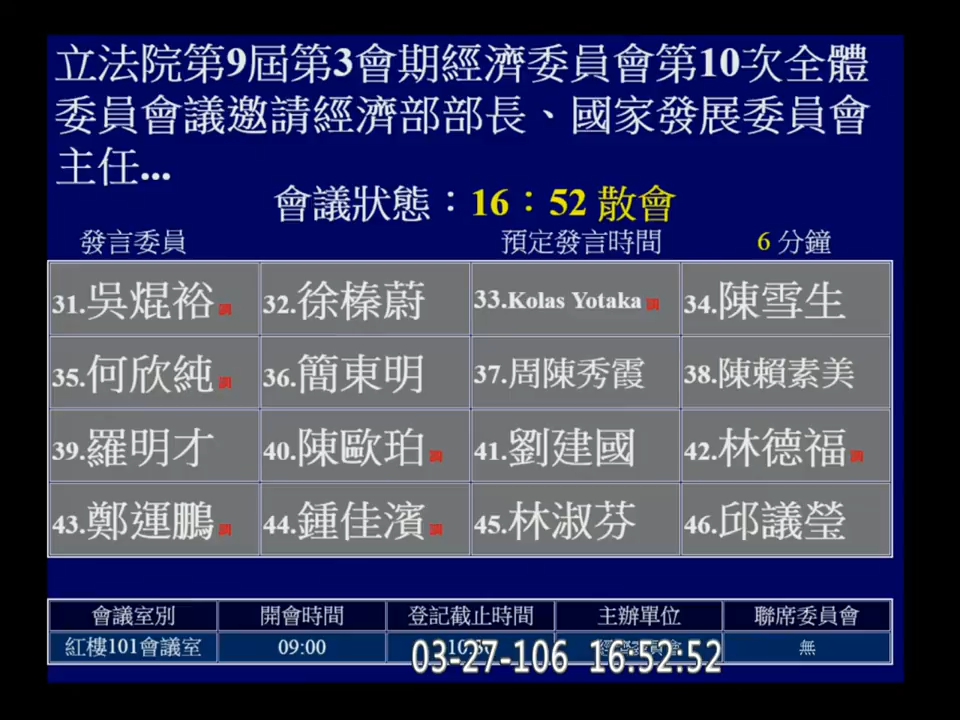 立法院第9屆第3會期經濟委員會第10次全體
委員會議邀請經濟部部長、國家發展委員會
主任...
會議狀態：16：52 散會
發言委員 預定發言時間 6 分鐘
31.吳焜裕 32.徐榛蔚 33.Kolas Yotaka 34.陳雪生
35.何欣純 36.簡東明 37.周陳秀霞 38.陳賴素美
39.羅明才 40.陳歐珀 41.劉建國 42.林德福
43.鄭運鵬 44.鍾佳濱 45.林淑芬 46.邱議瑩
會議室別 開會時間 登記截止時間 主辦單位 聯席委員會
紅樓101會議室 09:00 經濟委員會 無
03-27-106 16:52:52